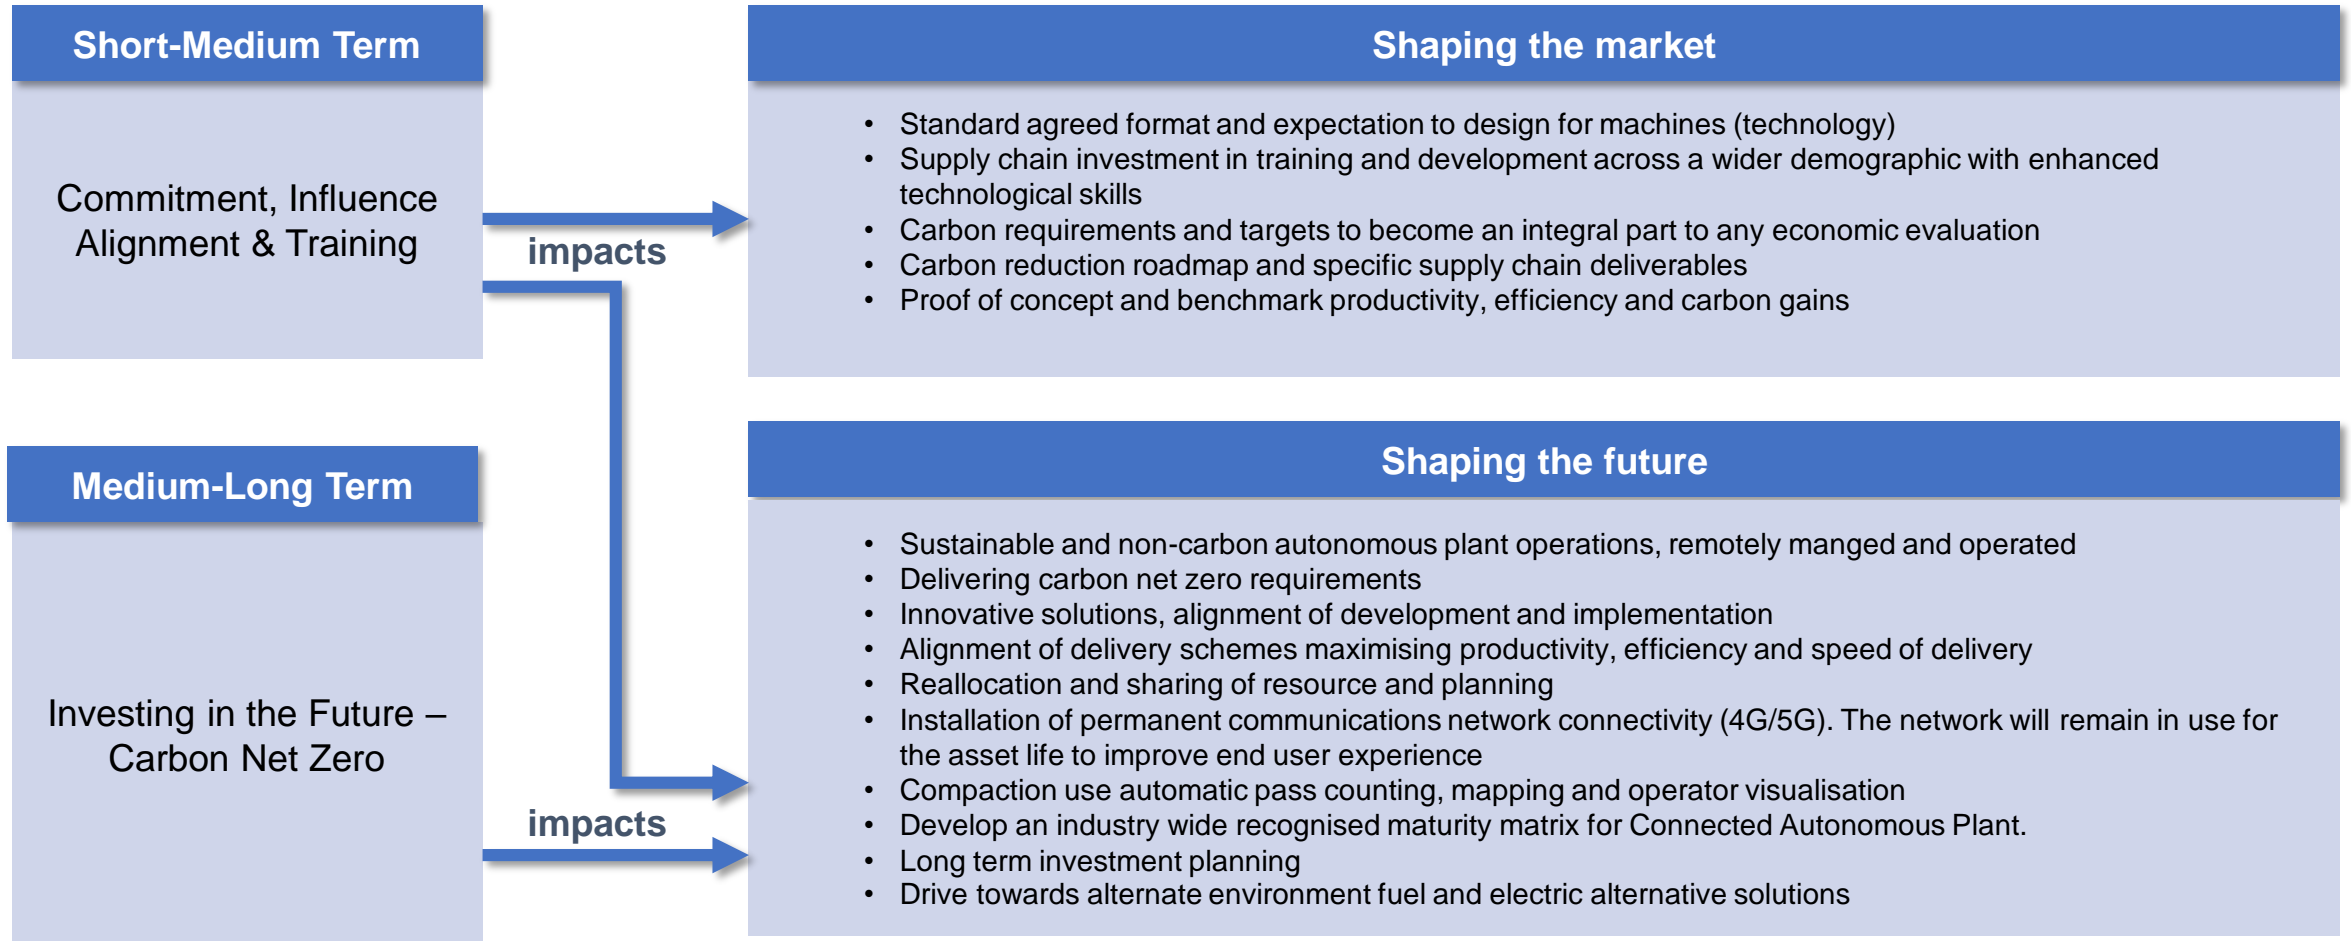 Short-Medium Term
Commitment, Influence
Alignment & Training
impacts
Shaping the market
• Standard agreed format and expectation to design for machines (technology)
• Supply chain investment in training and development across a wider demographic with enhanced
technological skills
• Carbon requirements and targets to become an integral part to any economic evaluation
• Carbon reduction roadmap and specific supply chain deliverables
• Proof of concept and benchmark productivity, efficiency and carbon gains
Medium-Long Term
Investing in the Future –
Carbon Net Zero
impacts
Shaping the future
• Sustainable and non-carbon autonomous plant operations, remotely manged and operated
• Delivering carbon net zero requirements
• Innovative solutions, alignment of development and implementation
• Alignment of delivery schemes maximising productivity, efficiency and speed of delivery
• Reallocation and sharing of resource and planning
• Installation of permanent communications network connectivity (4G/5G). The network will remain in use for
the asset life to improve end user experience
• Compaction use automatic pass counting, mapping and operator visualisation
• Develop an industry wide recognised maturity matrix for Connected Autonomous Plant.
• Long term investment planning
• Drive towards alternate environment fuel and electric alternative solutions